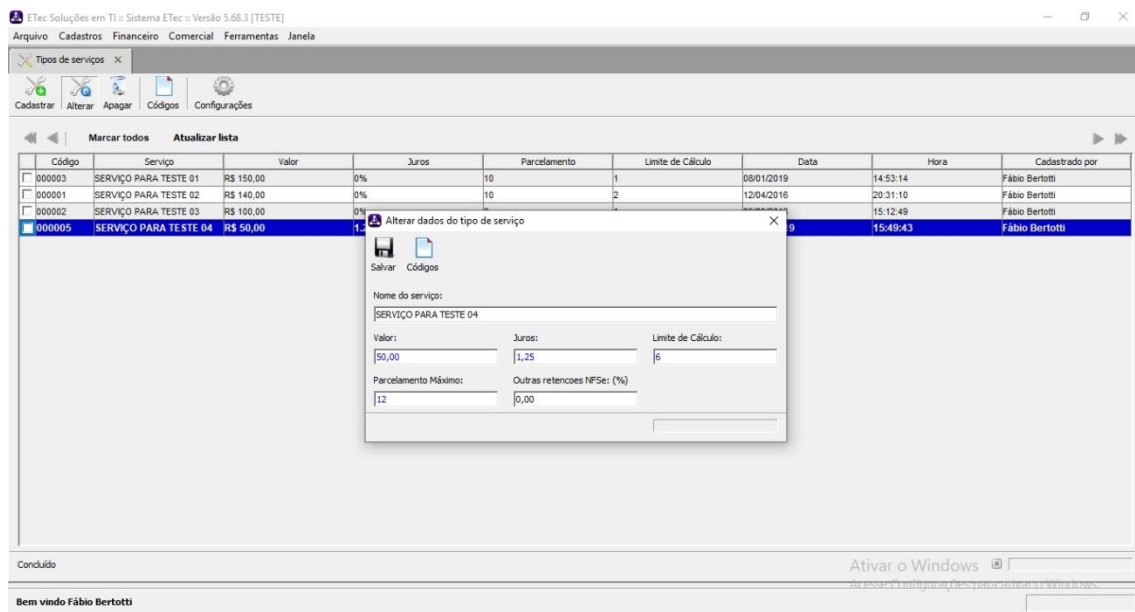 ETec Soluções em TI :: Sistema ETec :: Versão 5.68.3 [TESTE]
Arquivo Cadastros Financeiro Comercial Ferramentas Janela
Tipos de serviços
Cadastrar Alterar Apagar Códigos Configurações
Marcar todos Atualizar lista
Código Serviço Valor Juros Parcelamento Limite de Cálculo Data Hora Cadastrado por
000003 SERVIÇO PARA TESTE 01 R$ 150,00 0% 10 1 08/01/2019 14:53:14 Fábio Bertotti
000001 SERVIÇO PARA TESTE 02 R$ 140,00 0% 10 2 12/04/2016 20:31:10 Fábio Bertotti
000002 SERVIÇO PARA TESTE 03 R$ 100,00 15:12:49 Fábio Bertotti
000005 SERVIÇO PARA TESTE 04 R$ 50,00 15:49:43 Fábio Bertotti
Alterar dados do tipo de serviço
Salvar Códigos
Nome do serviço:
SERVIÇO PARA TESTE 04
Valor: Juros: Limite de Cálculo:
50,00 1,25 6
Parcelamento Máximo: Outras retencoes NFSe: (%)
12 0,00
Concluído
Ativar o Windows
Acesse Configurações para ativar o Windows.
Bem vindo Fábio Bertotti